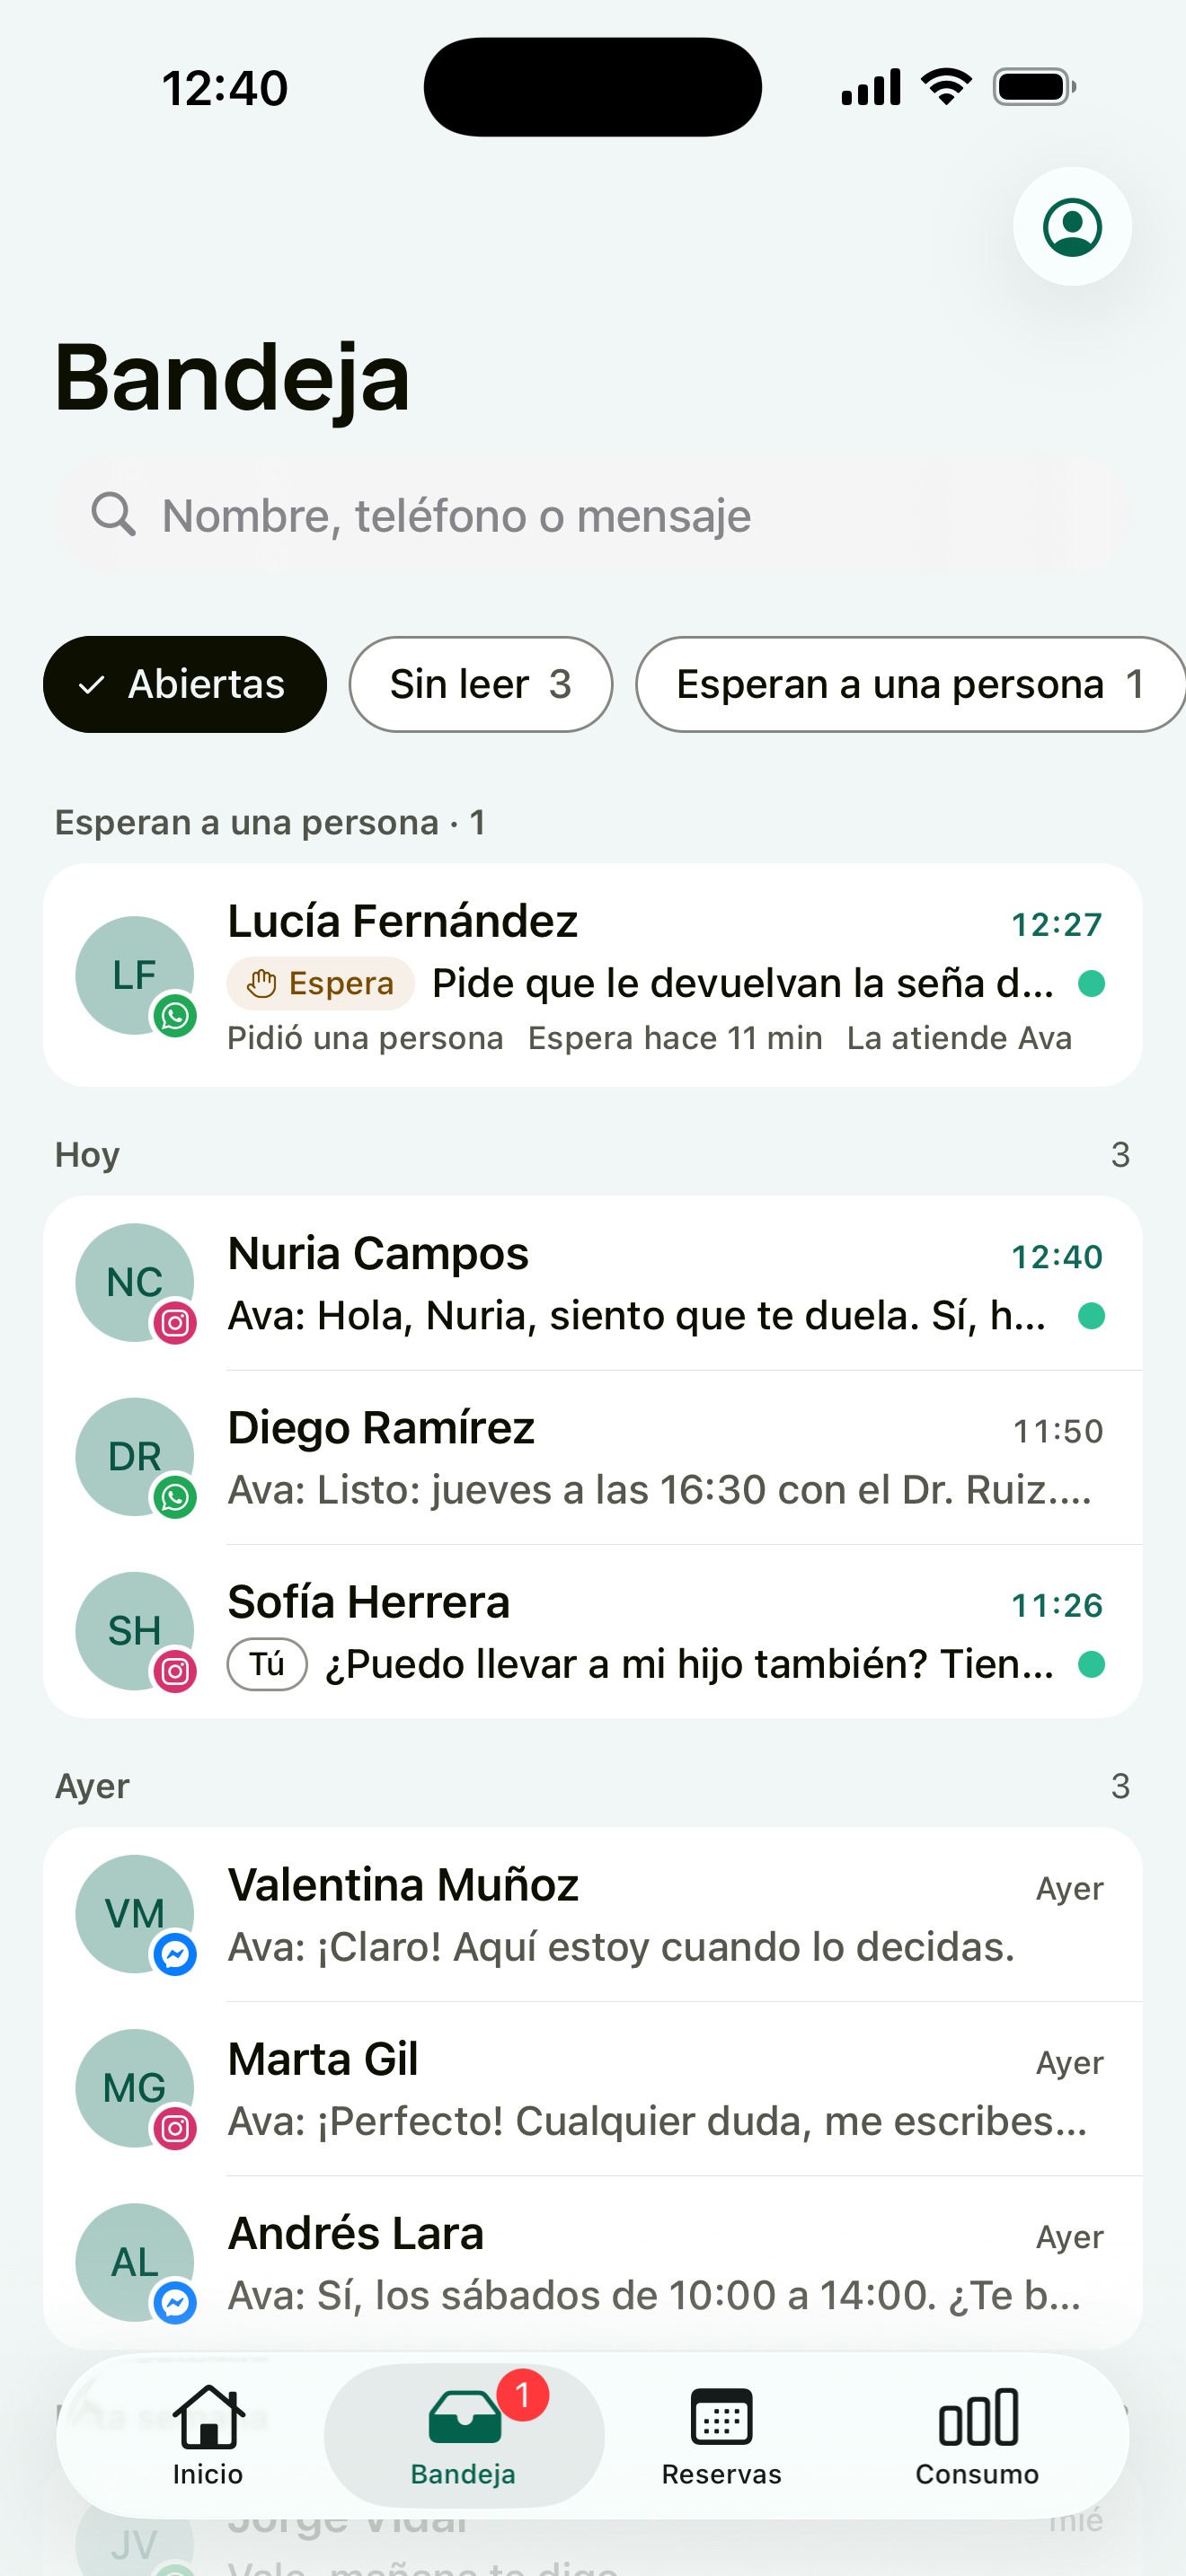 12:40
Bandeja
Nombre, teléfono o mensaje
Abiertas
Sin leer 3
Esperan a una persona 1
Esperan a una persona · 1
LF
Lucía Fernández
12:27
Espera
Pide que le devuelvan la seña d...
Pidió una persona Espera hace 11 min La atiende Ava
Hoy
3
NC
Nuria Campos
12:40
Ava: Hola, Nuria, siento que te duela. Sí, h...
DR
Diego Ramírez
11:50
Ava: Listo: jueves a las 16:30 con el Dr. Ruiz....
SH
Sofía Herrera
11:26
Tú
¿Puedo llevar a mi hijo también? Tien...
Ayer
3
VM
Valentina Muñoz
Ayer
Ava: ¡Claro! Aquí estoy cuando lo decidas.
MG
Marta Gil
Ayer
Ava: ¡Perfecto! Cualquier duda, me escribes...
AL
Andrés Lara
Ayer
Ava: Sí, los sábados de 10:00 a 14:00. ¿Te b...
1
Inicio
Bandeja
Reservas
Consumo
JV
Jorge Vidal
mié